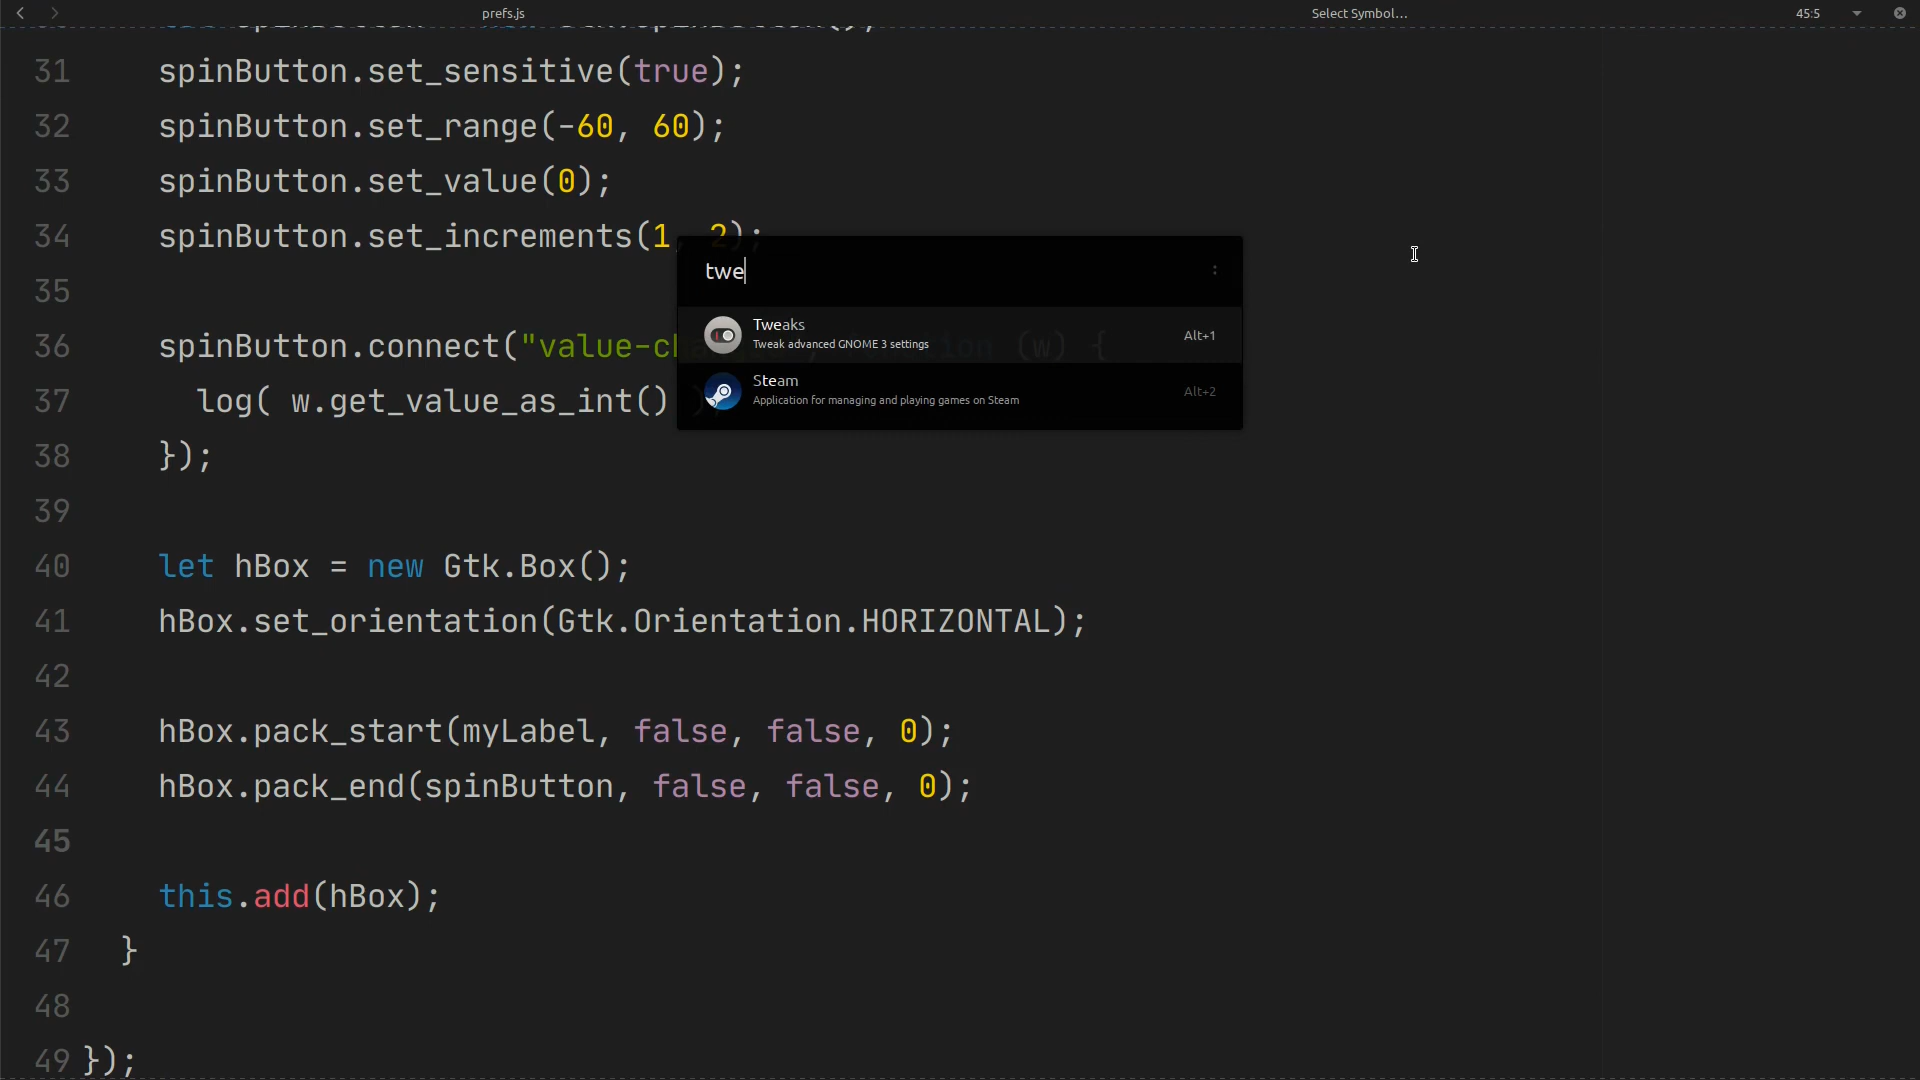 prefs.js
Select Symbol...
45:5
31 spinButton.set_sensitive(true);
32 spinButton.set_range(-60, 60);
33 spinButton.set_value(0);
34 spinButton.set_increments(1, 2);
35
36 spinButton.connect("value-ch (w) {
37 log( w.get_value_as_int()
38 });
39
40 let hBox = new Gtk.Box();
41 hBox.set_orientation(Gtk.Orientation.HORIZONTAL);
42
43 hBox.pack_start(myLabel, false, false, 0);
44 hBox.pack_end(spinButton, false, false, 0);
45
46 this.add(hBox);
47 }
48
49 });
twe
Tweaks
Tweak advanced GNOME 3 settings
Alt+1
Steam
Application for managing and playing games on Steam
Alt+2